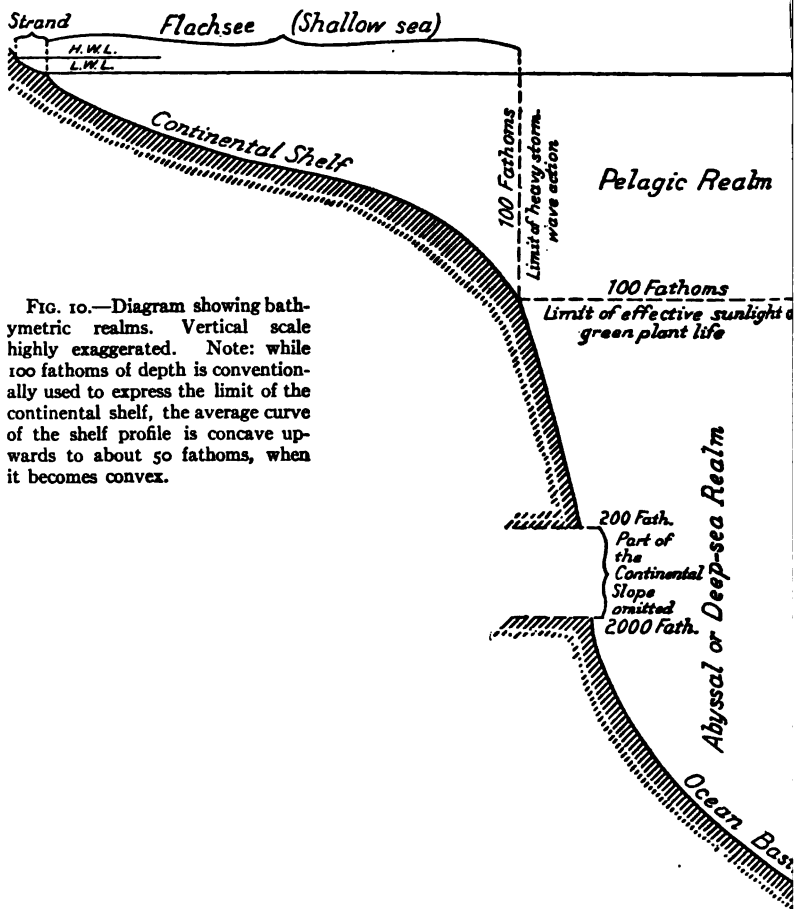 Strand
Flachsee (Shallow sea)
H.W.L.
L.W.L.
Continental Shelf
100 Fathoms
Limit of heavy storm-
wave action
Pelagic Realm
100 Fathoms
Limit of effective sunlight
green plant life
FIG. 10.—Diagram showing bath-
ymetric realms. Vertical scale
highly exaggerated. Note: while
100 fathoms of depth is convention-
ally used to express the limit of the
continental shelf, the average curve
of the shelf profile is concave up-
wards to about 50 fathoms, when
it becomes convex.
200 Fath.
Part of
the
Continental
Slope
omitted
2000 Fath.
Abyssal or Deep-sea Realm
Ocean